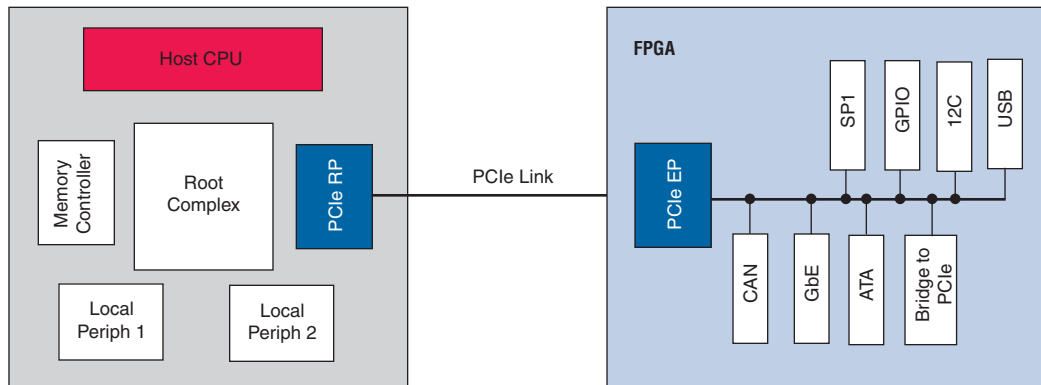 Host CPU
Memory
Controller
Root
Complex
PCIe RP
Local
Periph 1
Local
Periph 2
PCIe Link
FPGA
PCIe EP
SP1
GPIO
12C
USB
CAN
GbE
ATA
Bridge to
PCIe